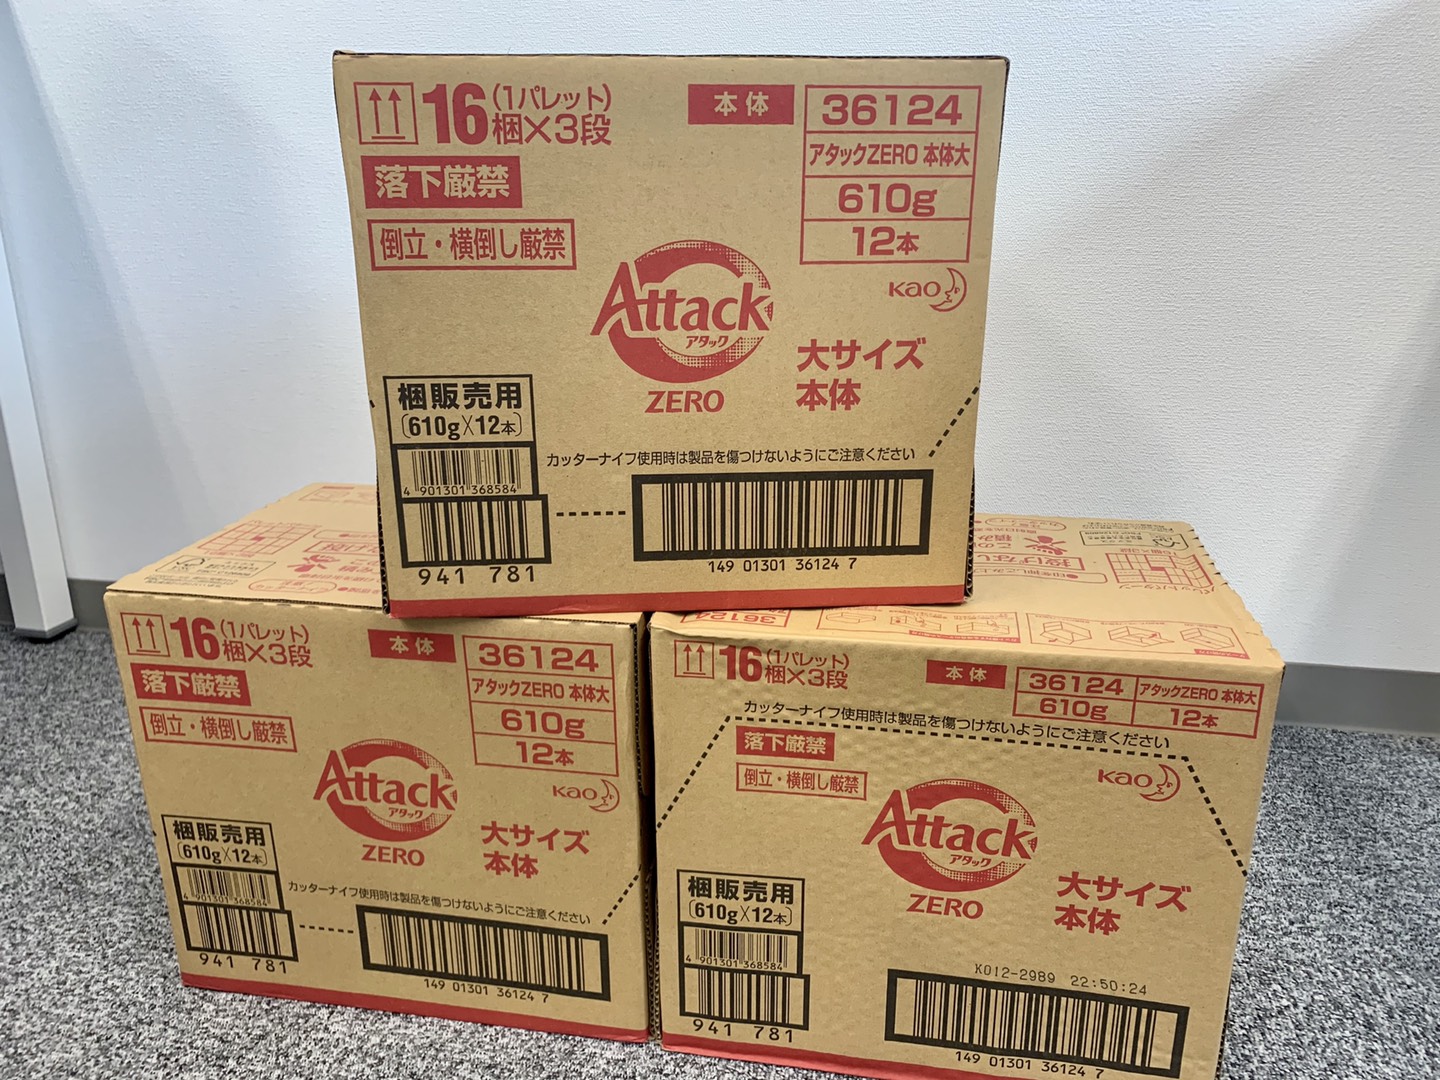 16
(1パレット)
梱×3段
本体
36124
アタックZERO 本体大
610g
12本
落下厳禁
倒立・横倒し厳禁
Kao
Attack
アタック
ZERO
大サイズ
本体
梱販売用
(610g×12本)
カッターナイフ使用時は製品を傷つけないようにご注意ください
4 901301 368584
941 781
149 01301 36124 7
16
(1パレット)
梱×3段
本体
36124
アタックZERO 本体大
610g
12本
落下厳禁
倒立・横倒し厳禁
Kao
Attack
アタック
ZERO
大サイズ
本体
梱販売用
(610g×12本)
カッターナイフ使用時は製品を傷つけないようにご注意ください
4 901301 368584
941 781
149 01301 36124 7
36124
16
(1パレット)
梱×3段
本体
36124
アタックZERO 本体大
610g
12本
カッターナイフ使用時は製品を傷つけないようにご注意ください
落下厳禁
倒立・横倒し厳禁
Kao
Attack
アタック
ZERO
大サイズ
本体
梱販売用
(610g×12本)
4 901301 368584
941 781
K012-2989 22:50:24
149 01301 36124 7